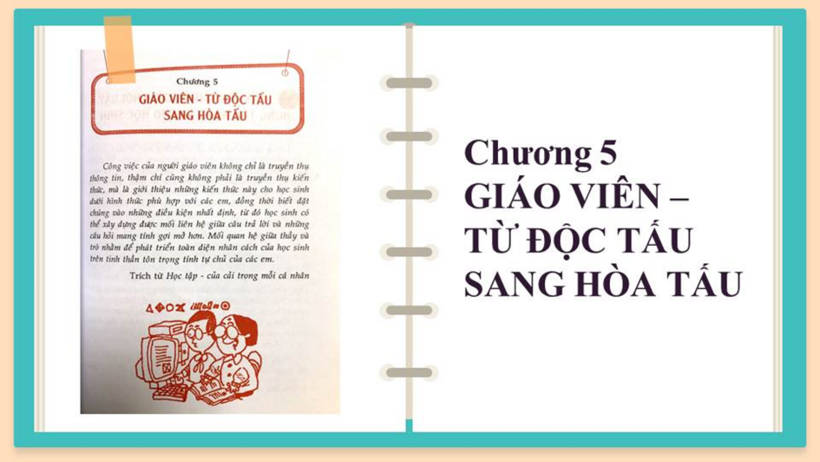 Chương 5
GIÁO VIÊN - TỪ ĐỘC TẤU
SANG HÒA TẤU
Công việc của người giáo viên không chỉ là truyền thụ
thông tin, thậm chí cũng không phải là truyền thụ kiến
thức, mà là giới thiệu những kiến thức này cho học sinh
dưới hình thức phù hợp với các em, đồng thời biết đặt
chúng vào những điều kiện nhất định, từ đó học sinh có
thể xây dựng được mối liên hệ giữa câu trả lời và những
câu hỏi mang tính gợi mở hơn. Mối quan hệ giữa thầy và
trò nhằm để phát triển toàn diện nhân cách của học sinh
trên tinh thần tôn trọng tính tự chủ của các em.
Trích từ Học tập - của cải trong mỗi cá nhân
Chương 5
GIÁO VIÊN –
TỪ ĐỘC TẤU
SANG HÒA TẤU